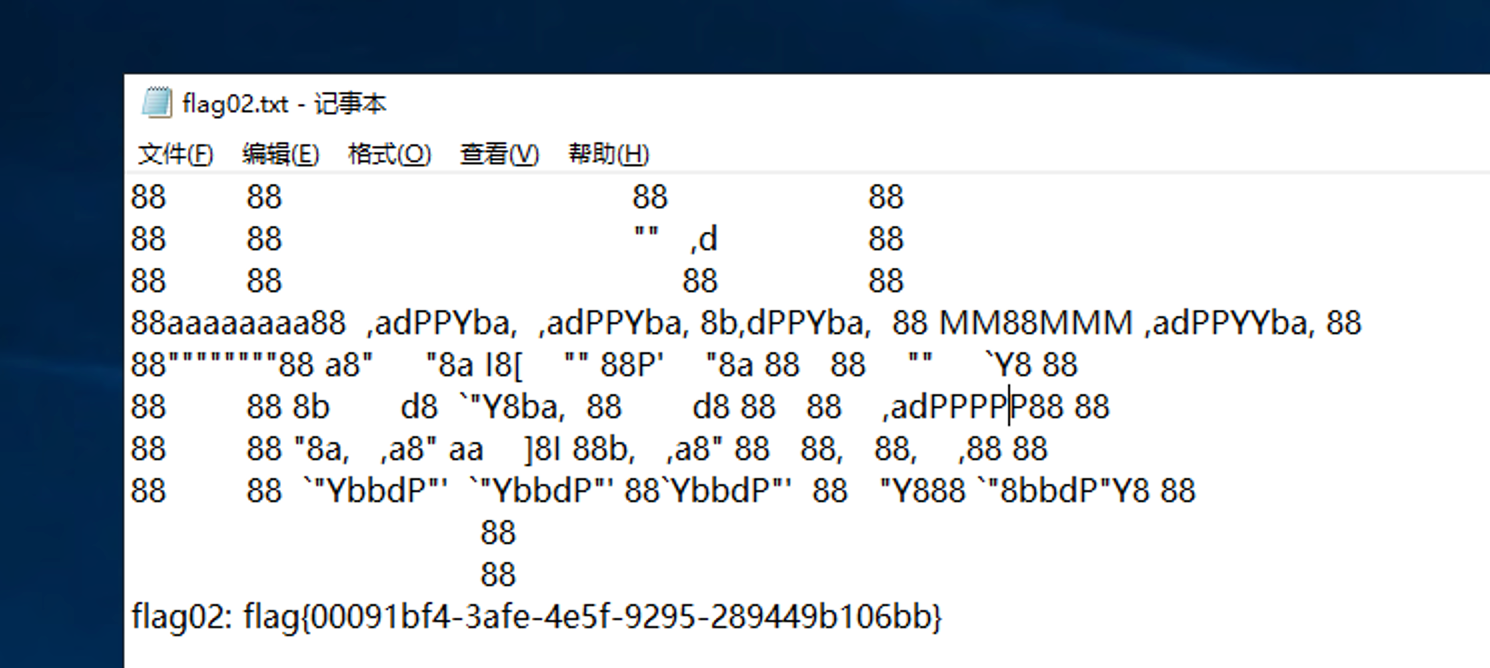 flag02.txt - 记事本
文件(F) 编辑(E) 格式(O) 查看(V) 帮助(H)
88          88                                            88                       88
88          88                                            ""    ,d                 88
88          88                                                  88                 88
88aaaaaaaa88  ,adPPYba,  ,adPPYba, 8b,dPPYba,  88 MM88MMM ,adPPYYba, 88
88""""""""88 a8"      "8a I8[     "" 88P'     "8a 88   88     ""      `Y8 88
88          88 8b        d8  `"Y8ba,  88        d8 88   88     ,adPPPPP88 88
88          88 "8a,   ,a8" aa     ]8I 88b,   ,a8" 88   88,   88,     ,88 88
88          88  `"YbbdP"'  `"YbbdP"' 88`YbbdP"'  88    "Y888 `"8bbdP"Y8 88
                                        88
                                        88
flag02: flag{00091bf4-3afe-4e5f-9295-289449b106bb}